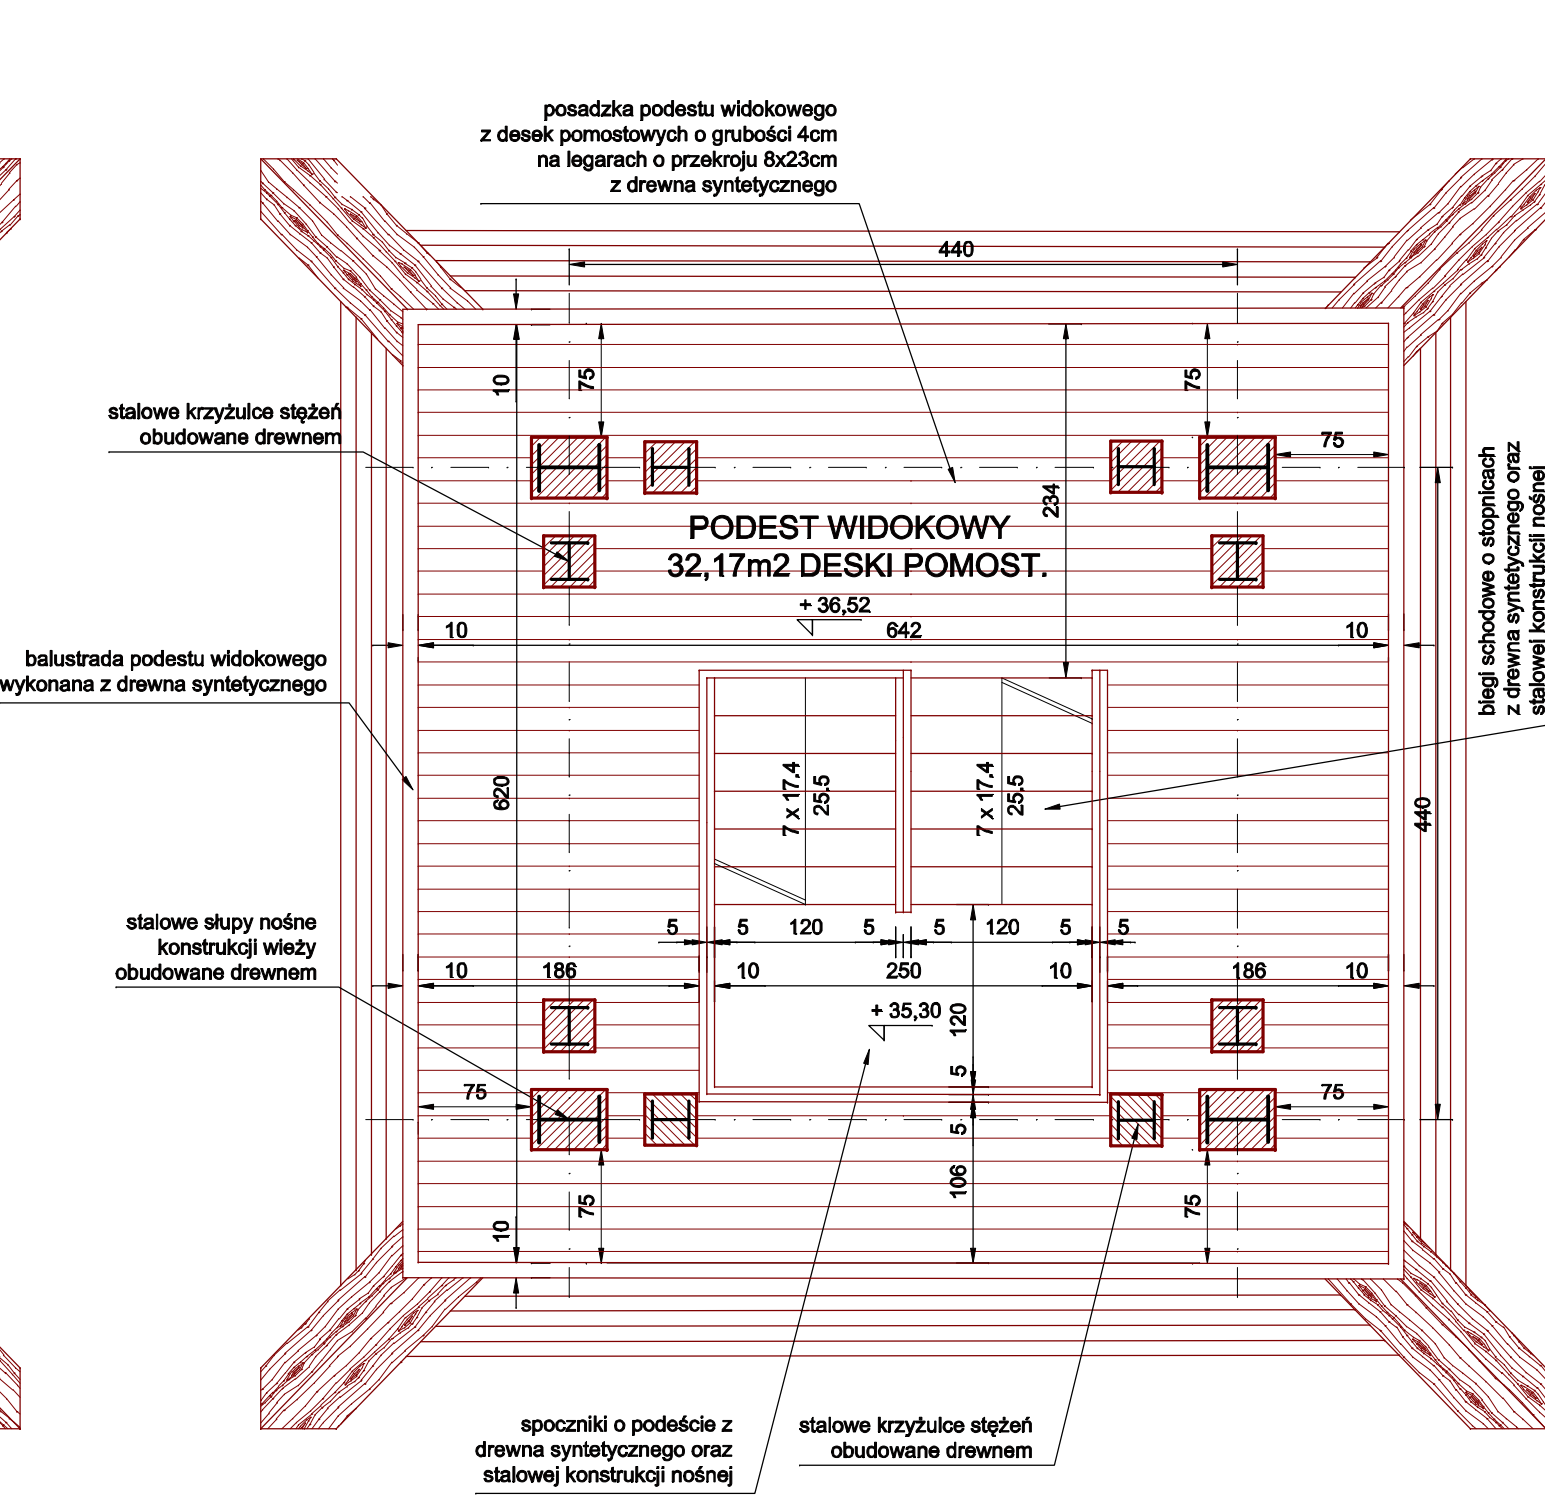 posadzka podestu widokowego
z desek pomostowych o grubości 4cm
na legarach o przekroju 8x23cm
z drewna syntetycznego
440
10
75
75
stalowe krzyżulce stężeń
obudowane drewnem
75
234
biegi schodowe o stopnicach
z drewna syntetycznego oraz
stalowej konstrukcji nośnej
PODEST WIDOKOWY
32,17m2 DESKI POMOST.
+ 36,52
10
642
10
balustrada podestu widokowego
wykonana z drewna syntetycznego
620
7 x 17.4
25.5
7 x 17.4
25.5
440
stalowe słupy nośne
konstrukcji wieży
obudowane drewnem
5
5
120
5
5
120
5
5
10
186
10
250
10
186
10
+ 35,30
120
5
75
75
5
106
75
75
10
spoczniki o podeście z
drewna syntetycznego oraz
stalowej konstrukcji nośnej
stalowe krzyżulce stężeń
obudowane drewnem